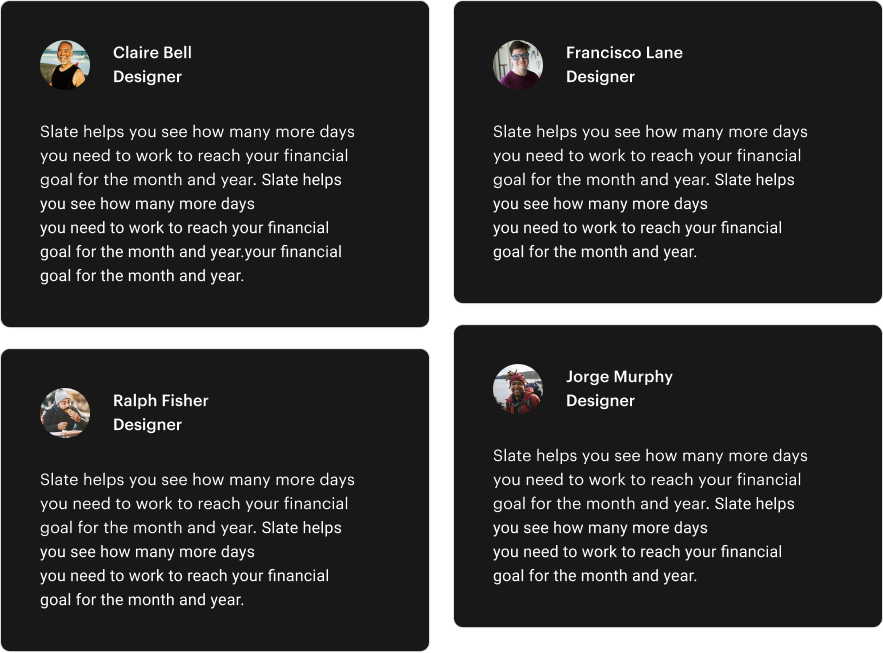 Claire Bell
Designer
Slate helps you see how many more days
you need to work to reach your financial
goal for the month and year. Slate helps
you see how many more days
you need to work to reach your financial
goal for the month and year.your financial
goal for the month and year.
Francisco Lane
Designer
Slate helps you see how many more days
you need to work to reach your financial
goal for the month and year. Slate helps
you see how many more days
you need to work to reach your financial
goal for the month and year.
Ralph Fisher
Designer
Slate helps you see how many more days
you need to work to reach your financial
goal for the month and year. Slate helps
you see how many more days
you need to work to reach your financial
goal for the month and year.
Jorge Murphy
Designer
Slate helps you see how many more days
you need to work to reach your financial
goal for the month and year. Slate helps
you see how many more days
you need to work to reach your financial
goal for the month and year.